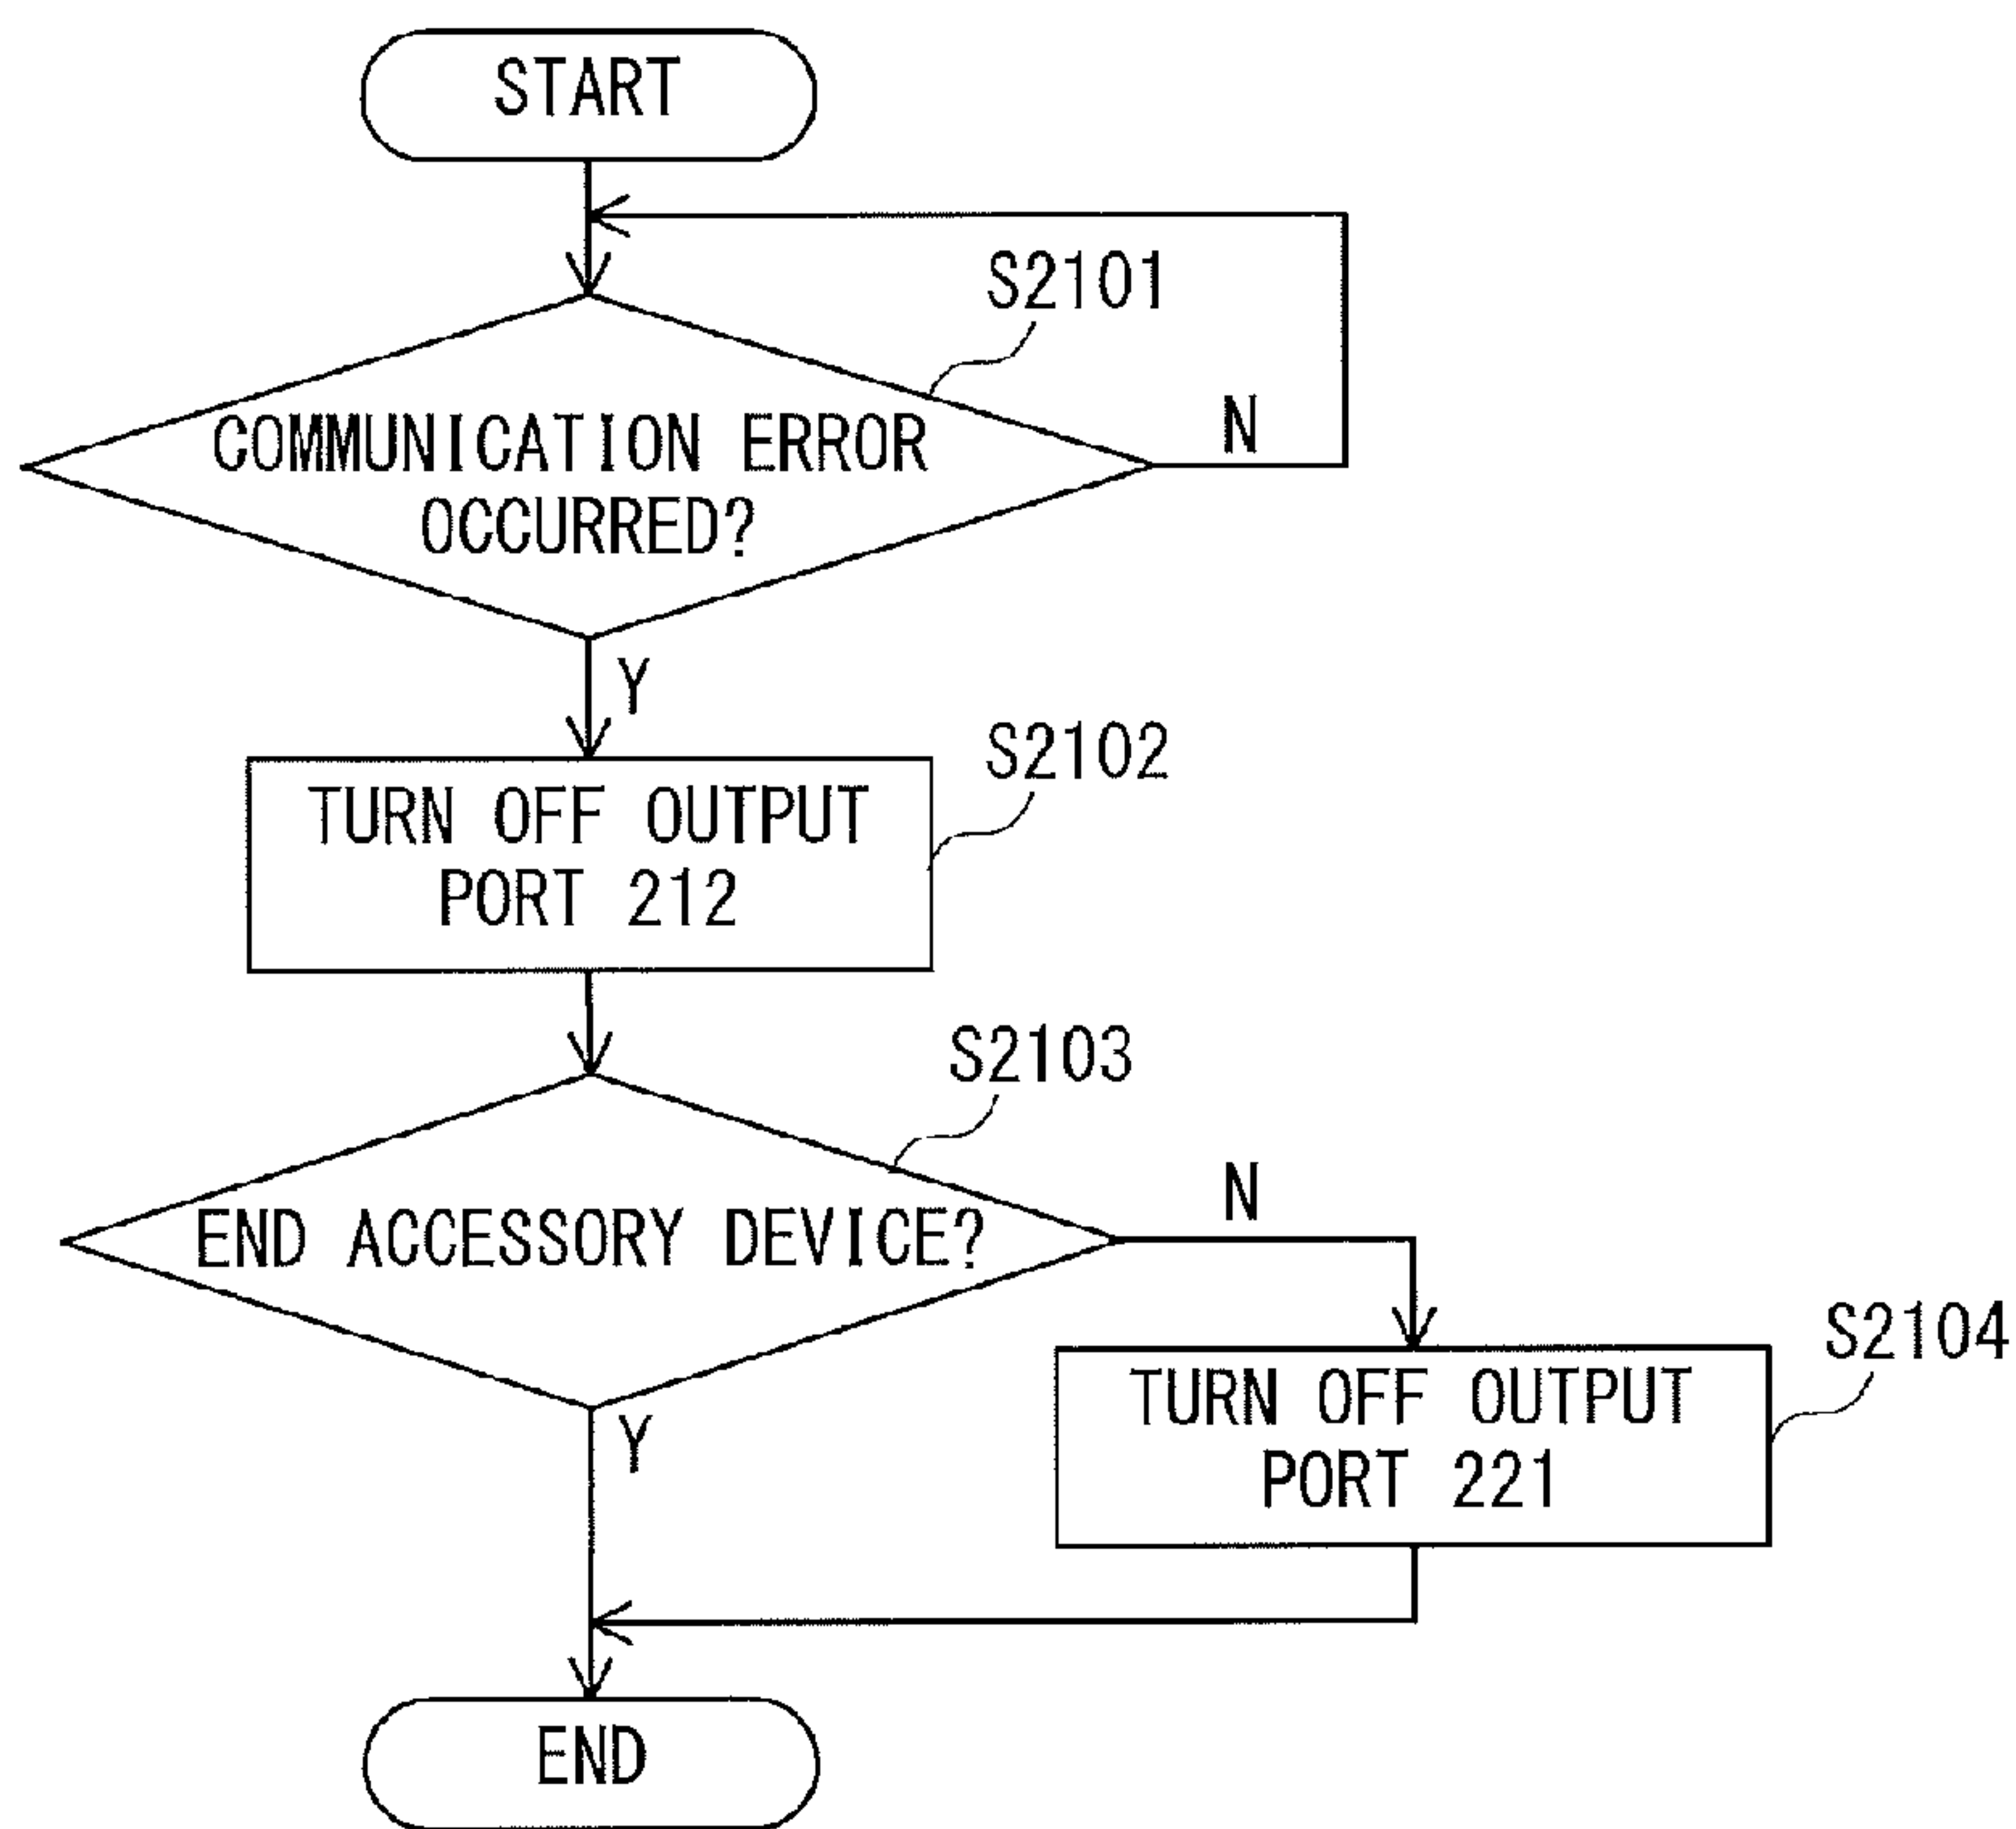 START
S2101
COMMUNICATION ERROR
OCCURRED?
N
Y
S2102
TURN OFF OUTPUT
PORT 212
S2103
END ACCESSORY DEVICE?
N
Y
S2104
TURN OFF OUTPUT
PORT 221
END